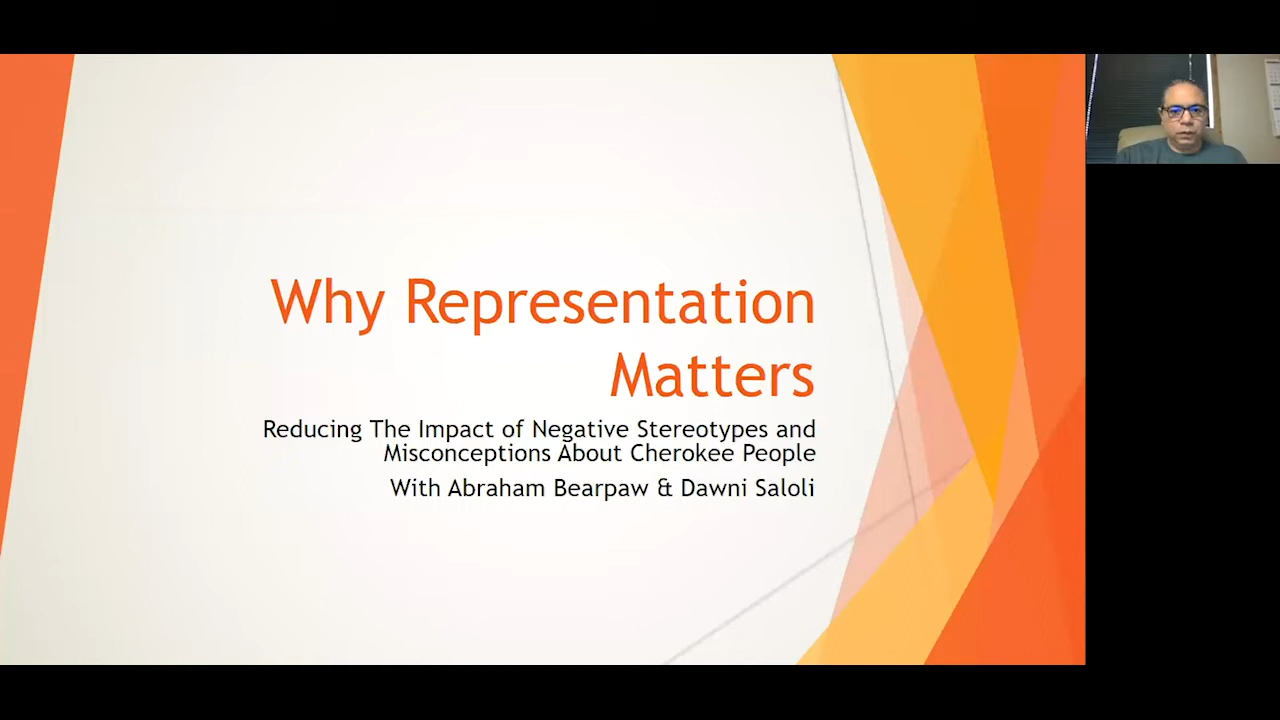 Why Representation
Matters
Reducing The Impact of Negative Stereotypes and
Misconceptions About Cherokee People
With Abraham Bearpaw & Dawni Saloli